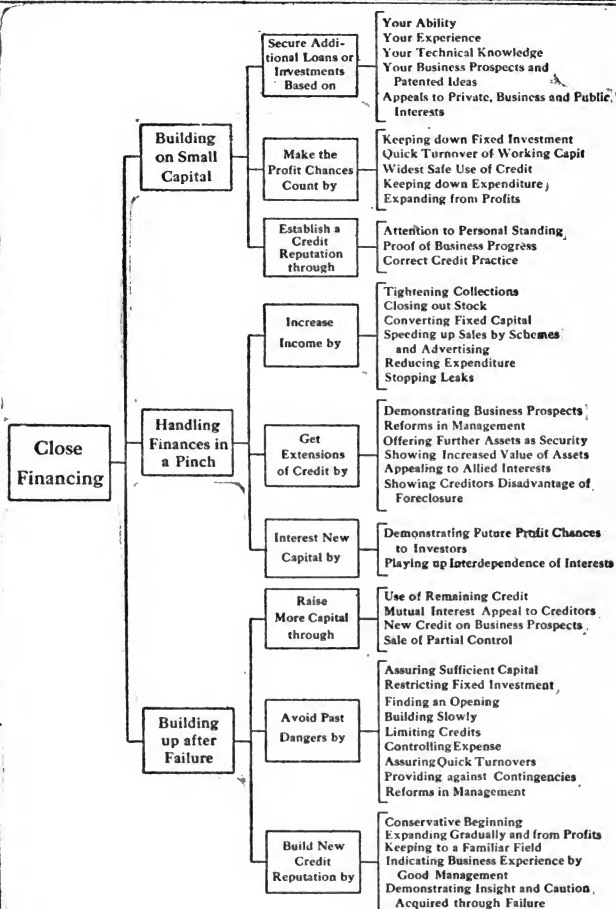 Close
Financing
Building
on Small
Capital
Secure Addi-
tional Loans or
Investments
Based on
Your Ability
Your Experience
Your Technical Knowledge
Your Business Prospects and
Patented Ideas
Appeals to Private, Business and Public,
Interests
Make the
Profit Chances
Count by
Keeping down Fixed Investment
Quick Turnover of Working Capit
Widest Safe Use of Credit
Keeping down Expenditure
Expanding from Profits
Establish a
Credit
Reputation
through
Attention to Personal Standing
Proof of Business Progress
Correct Credit Practice
Handling
Finances in
a Pinch
Increase
Income by
Tightening Collections
Closing out Stock
Converting Fixed Capital
Speeding up Sales by Schemes
and Advertising
Reducing Expenditure
Stopping Leaks
Get
Extensions
of Credit by
Demonstrating Business Prospects
Reforms in Management
Offering Further Assets as Security
Showing Increased Value of Assets
Appealing to Allied Interests
Showing Creditors Disadvantage of
Foreclosure
Interest New
Capital by
Demonstrating Future Profit Chances
to Investors
Playing up Interdependence of Interests
Building
up after
Failure
Raise
More Capital
through
Use of Remaining Credit
Mutual Interest Appeal to Creditors
New Credit on Business Prospects
Sale of Partial Control
Avoid Past
Dangers by
Assuring Sufficient Capital
Restricting Fixed Investment
Finding an Opening
Building Slowly
Limiting Credits
Controlling Expense
Assuring Quick Turnovers
Providing against Contingencies
Reforms in Management
Build New
Credit
Reputation by
Conservative Beginning
Expanding Gradually and from Profits
Keeping to a Familiar Field
Indicating Business Experience by
Good Management
Demonstrating Insight and Caution
Acquired through Failure